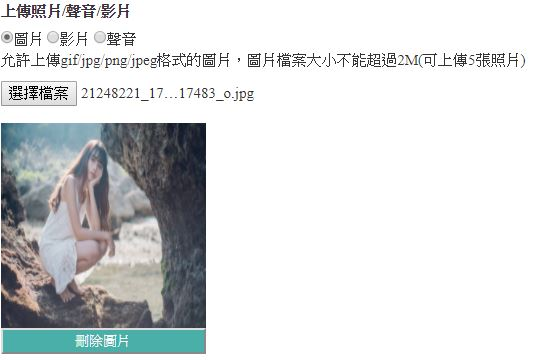 上傳照片/聲音/影片
圖片 影片 聲音
允許上傳gif/jpg/png/jpeg格式的圖片，圖片檔案大小不能超過2M(可上傳5張照片)
選擇檔案 21248221_17…17483_o.jpg
刪除圖片